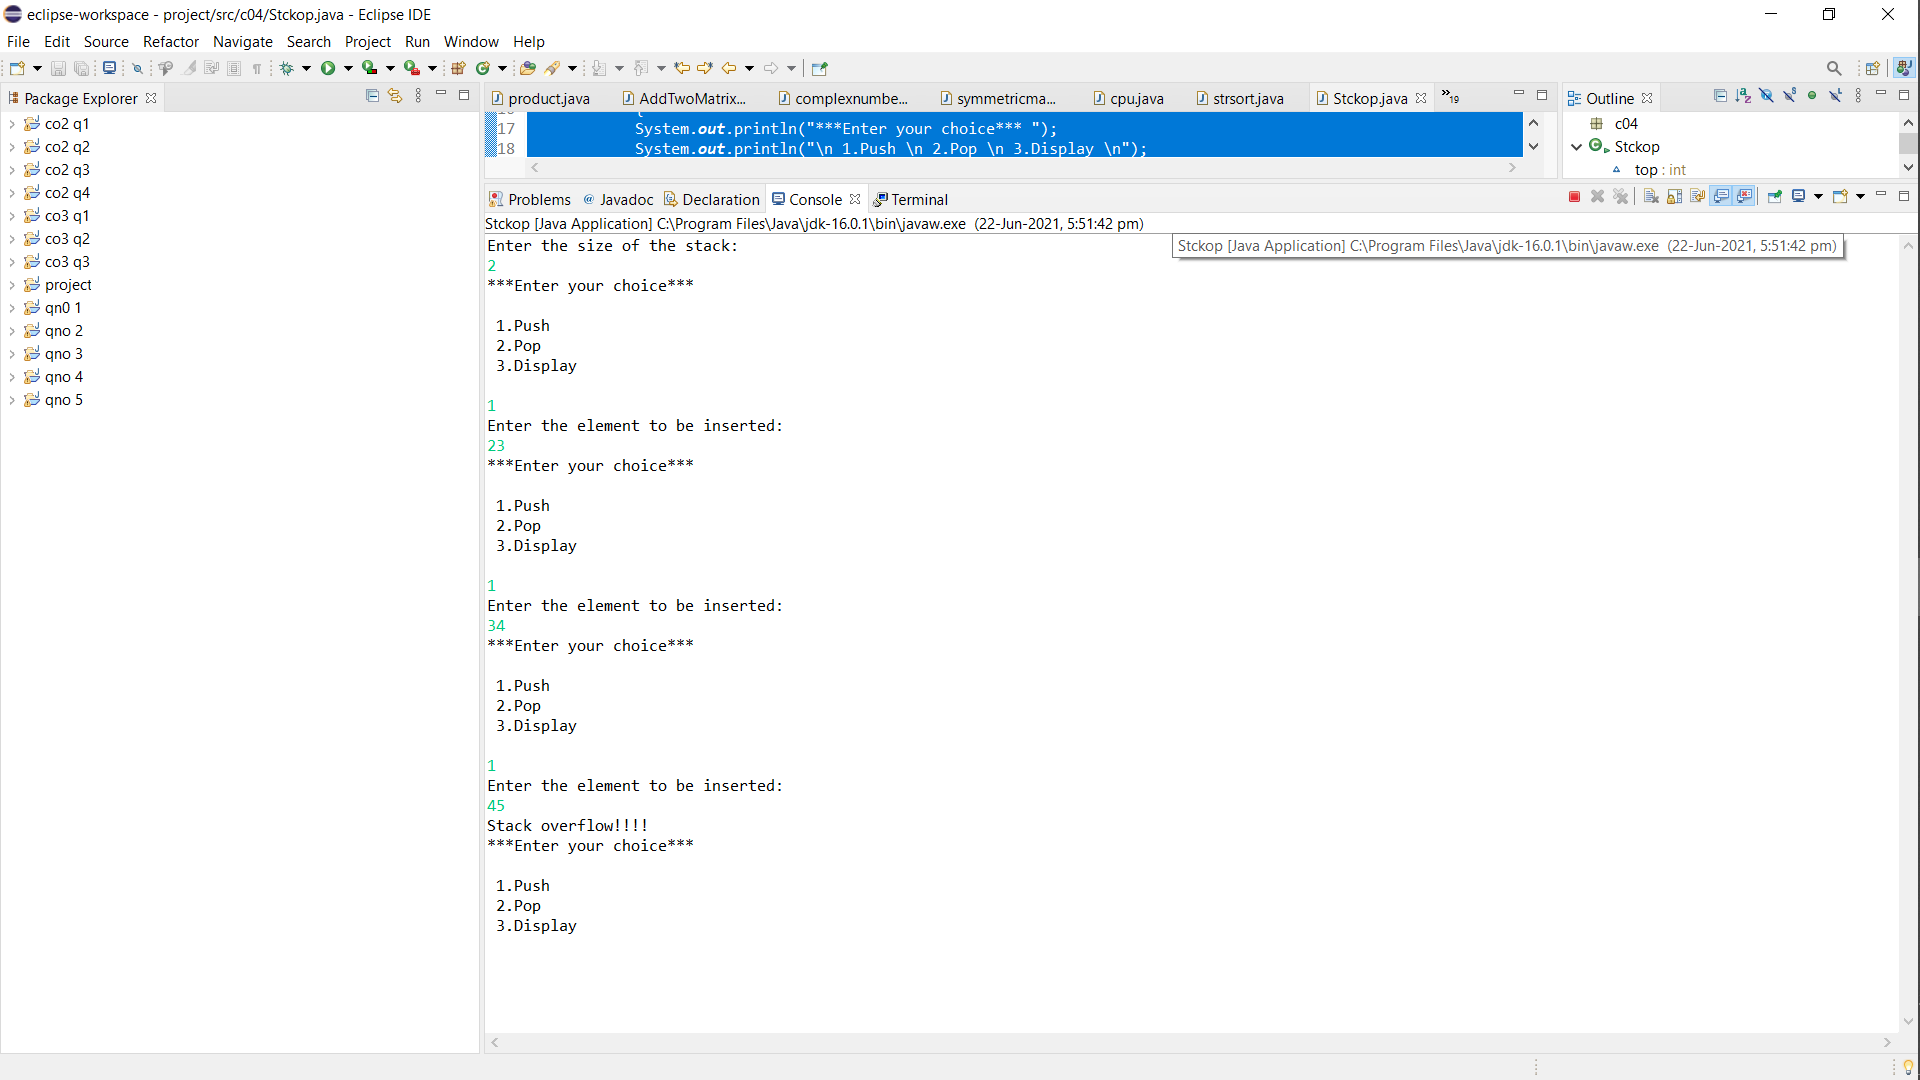 eclipse-workspace - project/src/c04/Stckop.java - Eclipse IDE
File Edit Source Refactor Navigate Search Project Run Window Help
Package Explorer
co2 q1
co2 q2
co2 q3
co2 q4
co3 q1
co3 q2
co3 q3
project
qn0 1
qno 2
qno 3
qno 4
qno 5
product.java AddTwoMatrix... complexnumbe... symmetricma... cpu.java strsort.java Stckop.java »19
17 System.out.println("***Enter your choice*** ");
18 System.out.println("\n 1.Push \n 2.Pop \n 3.Display \n");
Outline
c04
Stckop
top : int
Problems @ Javadoc Declaration Console Terminal
Stckop [Java Application] C:\Program Files\Java\jdk-16.0.1\bin\javaw.exe (22-Jun-2021, 5:51:42 pm)
Stckop [Java Application] C:\Program Files\Java\jdk-16.0.1\bin\javaw.exe (22-Jun-2021, 5:51:42 pm)
Enter the size of the stack:
2
***Enter your choice***
1.Push
2.Pop
3.Display
1
Enter the element to be inserted:
23
***Enter your choice***
1.Push
2.Pop
3.Display
1
Enter the element to be inserted:
34
***Enter your choice***
1.Push
2.Pop
3.Display
1
Enter the element to be inserted:
45
Stack overflow!!!!
***Enter your choice***
1.Push
2.Pop
3.Display